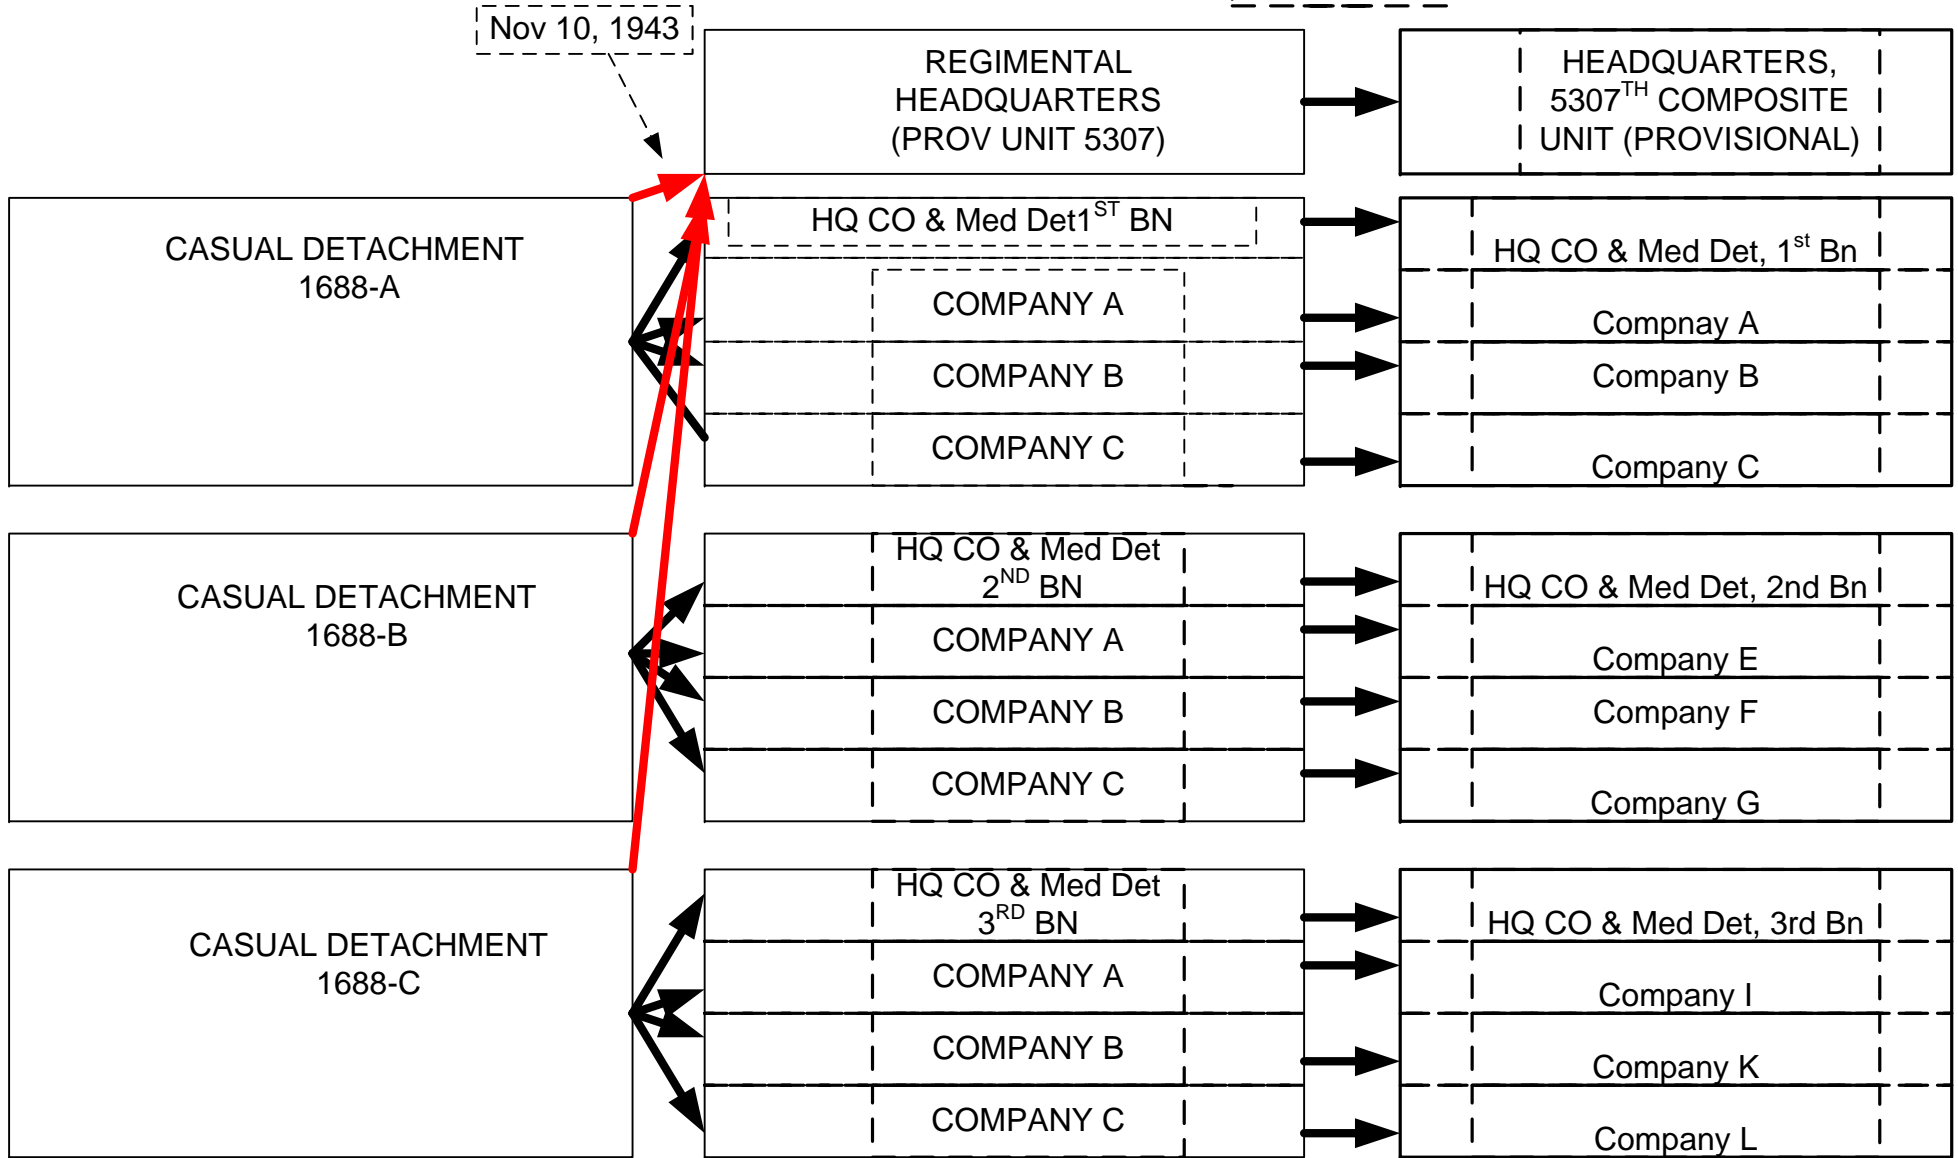 Nov 10, 1943
REGIMENTAL
HEADQUARTERS
(PROV UNIT 5307)
HEADQUARTERS,
5307TH COMPOSITE
UNIT (PROVISIONAL)
CASUAL DETACHMENT
1688-A
HQ CO & Med Det1ST BN
COMPANY A
COMPANY B
COMPANY C
HQ CO & Med Det, 1st Bn
Compnay A
Company B
Company C
CASUAL DETACHMENT
1688-B
HQ CO & Med Det
2ND BN
COMPANY A
COMPANY B
COMPANY C
HQ CO & Med Det, 2nd Bn
Company E
Company F
Company G
CASUAL DETACHMENT
1688-C
HQ CO & Med Det
3RD BN
COMPANY A
COMPANY B
COMPANY C
HQ CO & Med Det, 3rd Bn
Company I
Company K
Company L